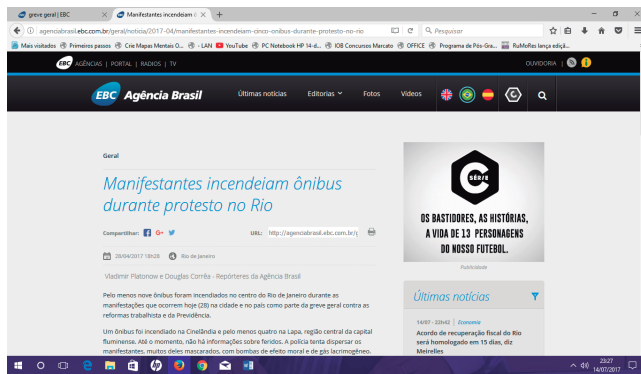 greve geral | EBC
Manifestantes incendeiam
agenciabrasil.ebc.com.br/geral/noticia/2017-04/manifestantes-incendeiam-cinco-onibus-durante-protesto-no-rio
Pesquisar
Mais visitados Primeiros passos Crie Mapas Mentais O... - LAN YouTube PC Notebook HP 14-d... IOB Concursos Marcato OFFICE Programa de Pós-Gra... RuMoRes lança ediçã...
EBC AGÊNCIAS | PORTAL | RADIOS | TV OUVIDORIA
EBC Agência Brasil Últimas notícias Editorias Fotos Vídeos
Geral
Manifestantes incendeiam ônibus
durante protesto no Rio
Compartilhar: G+ URL: http://agenciabrasil.ebc.com.br/g
28/04/2017 18h28 Rio de Janeiro
Vladimir Platonow e Douglas Corrêa - Repórteres da Agência Brasil
Pelo menos nove ônibus foram incendiados no centro do Rio de Janeiro durante as
manifestações que ocorrem hoje (28) na cidade e no país como parte da greve geral contra as
reformas trabalhista e da Previdência.
Um ônibus foi incendiado na Cinelândia e pelo menos quatro na Lapa, região central da capital
fluminense. Até o momento, não há informações sobre feridos. A polícia tenta dispersar os
manifestantes, muitos deles mascarados, com bombas de efeito moral e de gás lacrimogêneo.
SÉRIE
OS BASTIDORES, AS HISTÓRIAS,
A VIDA DE 13 PERSONAGENS
DO NOSSO FUTEBOL.
Publicidade
Últimas notícias
14/07 - 22h42 | Economia
Acordo de recuperação fiscal do Rio
será homologado em 15 dias, diz
Meirelles
23:27
14/07/2017